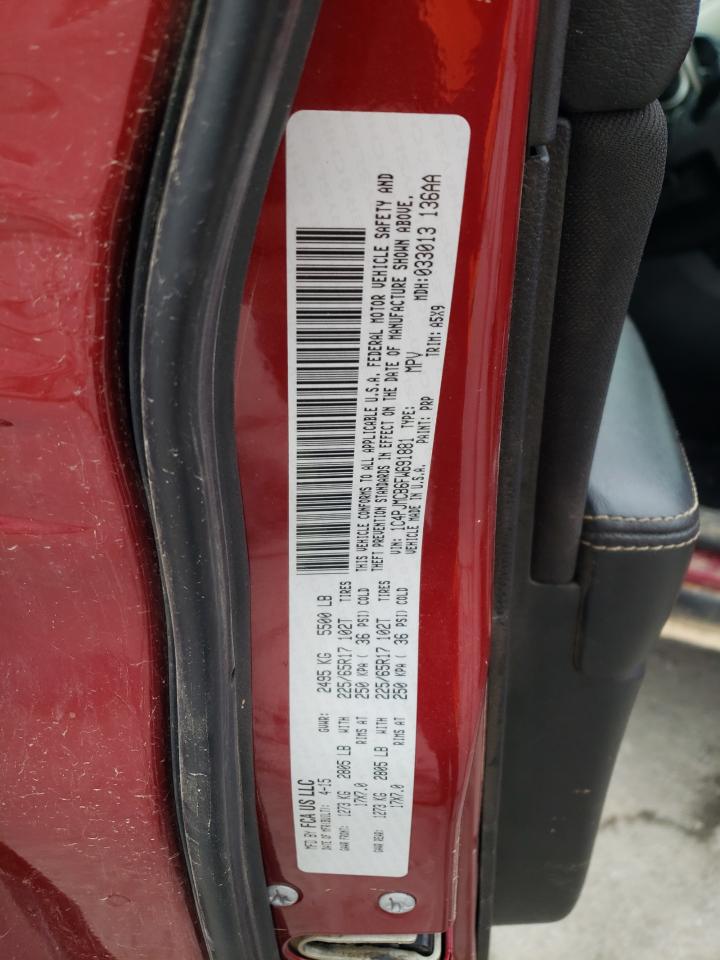 MFD BY FCA US LLC
DATE OF MFR(BUILT): 4-15 GVWR: 2495 KG 5500 LB
GAWR FRONT: 1273 KG 2805 LB WITH 225/65R17 102T TIRES
17X7.0 RIMS AT 250 KPA ( 36 PSI) COLD
GAWR REAR: 1273 KG 2805 LB WITH 225/65R17 102T TIRES
17X7.0 RIMS AT 250 KPA ( 36 PSI) COLD
THIS VEHICLE CONFORMS TO ALL APPLICABLE U.S.A. FEDERAL MOTOR VEHICLE SAFETY AND
THEFT PREVENTION STANDARDS IN EFFECT ON THE DATE OF MANUFACTURE SHOWN ABOVE.
VIN: 1C4PJMCB6FW691881 TYPE: MPV MDH:033013 136AA
VEHICLE MADE IN U.S.A. PAINT: PRP TRIM: A5X9